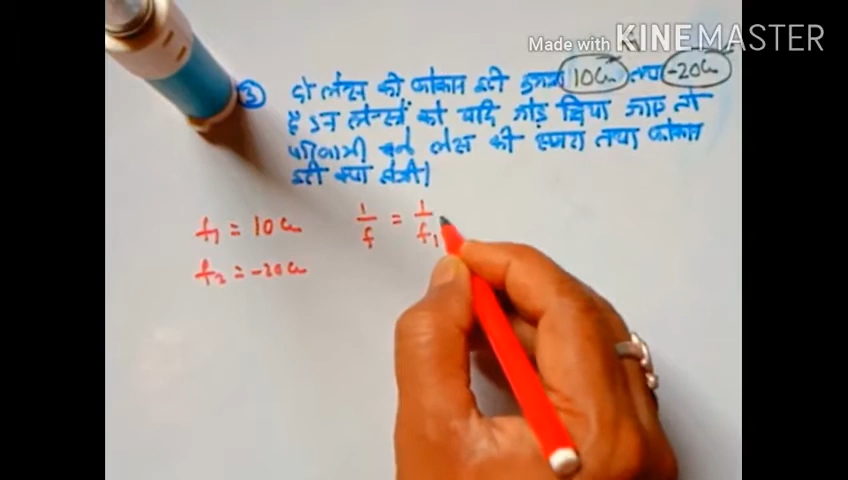 Made with KINEMASTER
③ दो लेंस की फोकस दूरी क्रमशः 10cm तथा -20cm
है इन लेन्सों को यदि जोड़ दिया जाए तो
परिणामी बने लेंस की क्षमता तथा फोकस
दूरी क्या होगी।
f₁ = 10cm
1/f = 1/f₁
f₂ = -20cm